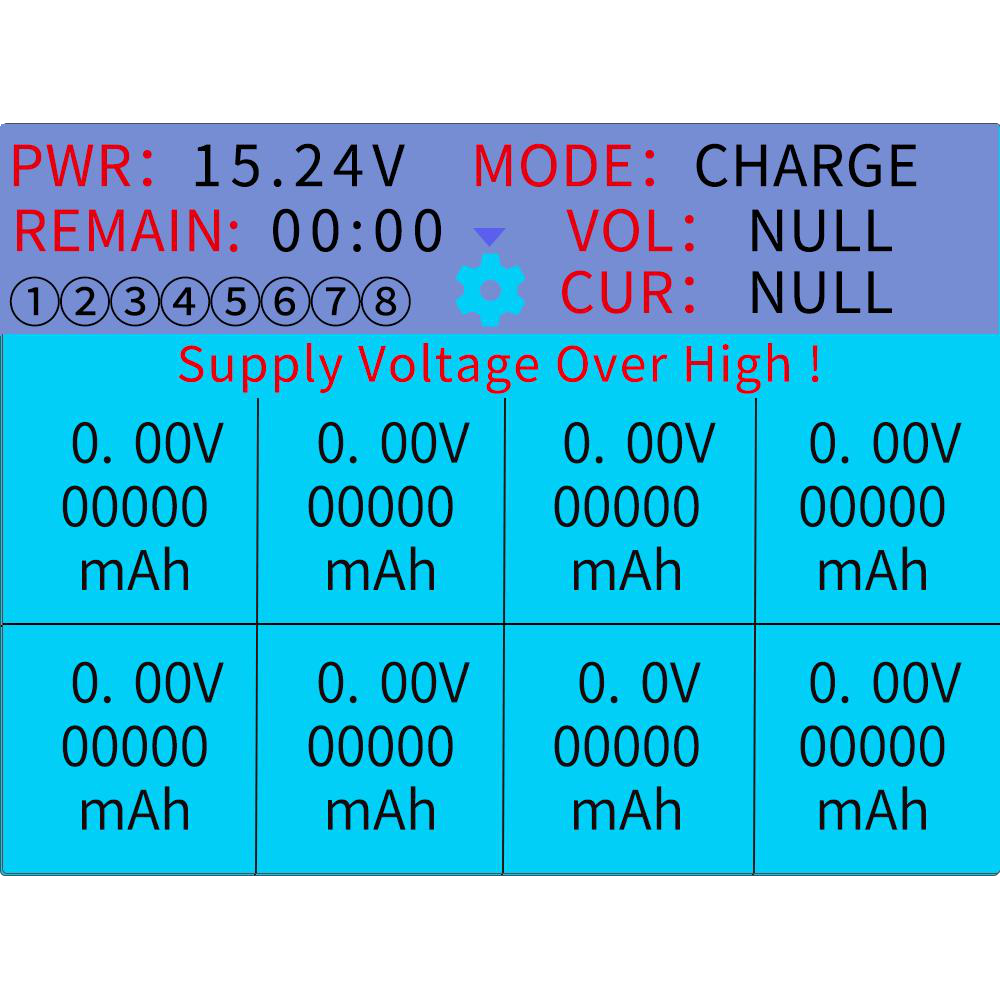 PWR: 15.24V MODE: CHARGE
REMAIN: 00:00 VOL: NULL
①②③④⑤⑥⑦⑧ CUR: NULL
Supply Voltage Over High !
0. 00V 0. 00V 0. 00V 0. 00V
00000 00000 00000 00000
mAh mAh mAh mAh
0. 00V 0. 00V 0. 0V 0. 00V
00000 00000 00000 00000
mAh mAh mAh mAh